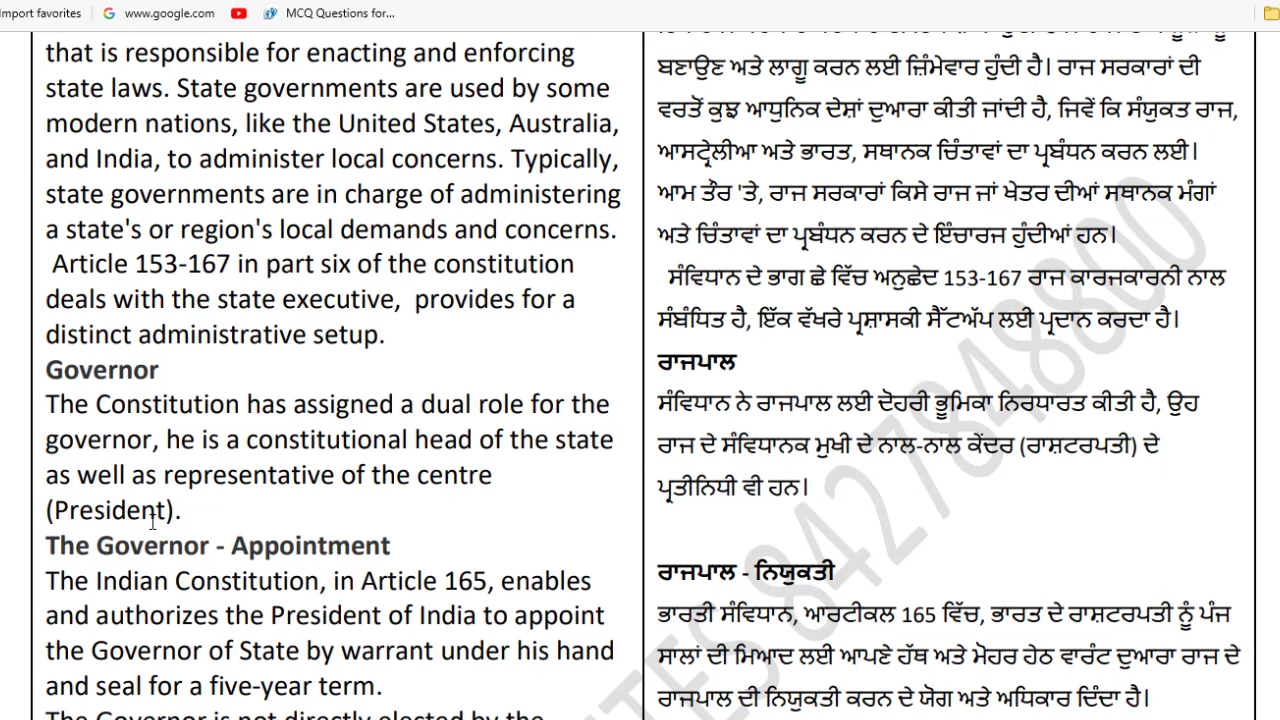 Import favorites
www.google.com
MCQ Questions for...
that is responsible for enacting and enforcing
state laws. State governments are used by some
modern nations, like the United States, Australia,
and India, to administer local concerns. Typically,
state governments are in charge of administering
a state's or region's local demands and concerns.
Article 153-167 in part six of the constitution
deals with the state executive, provides for a
distinct administrative setup.
Governor
The Constitution has assigned a dual role for the
governor, he is a constitutional head of the state
as well as representative of the centre
(President).
The Governor - Appointment
The Indian Constitution, in Article 165, enables
and authorizes the President of India to appoint
the Governor of State by warrant under his hand
and seal for a five-year term.
The Governor is not directly elected by the
ਬਣਾਉਣ ਅਤੇ ਲਾਗੂ ਕਰਨ ਲਈ ਜ਼ਿੰਮੇਵਾਰ ਹੁੰਦੀ ਹੈ। ਰਾਜ ਸਰਕਾਰਾਂ ਦੀ
ਵਰਤੋਂ ਕੁਝ ਆਧੁਨਿਕ ਦੇਸ਼ਾਂ ਦੁਆਰਾ ਕੀਤੀ ਜਾਂਦੀ ਹੈ, ਜਿਵੇਂ ਕਿ ਸੰਯੁਕਤ ਰਾਜ,
ਆਸਟ੍ਰੇਲੀਆ ਅਤੇ ਭਾਰਤ, ਸਥਾਨਕ ਚਿੰਤਾਵਾਂ ਦਾ ਪ੍ਰਬੰਧਨ ਕਰਨ ਲਈ।
ਆਮ ਤੌਰ 'ਤੇ, ਰਾਜ ਸਰਕਾਰਾਂ ਕਿਸੇ ਰਾਜ ਜਾਂ ਖੇਤਰ ਦੀਆਂ ਸਥਾਨਕ ਮੰਗਾਂ
ਅਤੇ ਚਿੰਤਾਵਾਂ ਦਾ ਪ੍ਰਬੰਧਨ ਕਰਨ ਦੇ ਇੰਚਾਰਜ ਹੁੰਦੀਆਂ ਹਨ।
ਸੰਵਿਧਾਨ ਦੇ ਭਾਗ ਛੇ ਵਿੱਚ ਅਨੁਛੇਦ 153-167 ਰਾਜ ਕਾਰਜਕਾਰਨੀ ਨਾਲ
ਸੰਬੰਧਿਤ ਹੈ, ਇੱਕ ਵੱਖਰੇ ਪ੍ਰਸ਼ਾਸਕੀ ਸੈੱਟਅੱਪ ਲਈ ਪ੍ਰਦਾਨ ਕਰਦਾ ਹੈ।
ਰਾਜਪਾਲ
ਸੰਵਿਧਾਨ ਨੇ ਰਾਜਪਾਲ ਲਈ ਦੋਹਰੀ ਭੂਮਿਕਾ ਨਿਰਧਾਰਤ ਕੀਤੀ ਹੈ, ਉਹ
ਰਾਜ ਦੇ ਸੰਵਿਧਾਨਕ ਮੁਖੀ ਦੇ ਨਾਲ-ਨਾਲ ਕੇਂਦਰ (ਰਾਸ਼ਟਰਪਤੀ) ਦੇ
ਪ੍ਰਤੀਨਿਧੀ ਵੀ ਹਨ।
ਰਾਜਪਾਲ - ਨਿਯੁਕਤੀ
ਭਾਰਤੀ ਸੰਵਿਧਾਨ, ਆਰਟੀਕਲ 165 ਵਿੱਚ, ਭਾਰਤ ਦੇ ਰਾਸ਼ਟਰਪਤੀ ਨੂੰ ਪੰਜ
ਸਾਲਾਂ ਦੀ ਮਿਆਦ ਲਈ ਆਪਣੇ ਹੱਥ ਅਤੇ ਮੋਹਰ ਹੇਠ ਵਾਰੰਟ ਦੁਆਰਾ ਰਾਜ ਦੇ
ਰਾਜਪਾਲ ਦੀ ਨਿਯੁਕਤੀ ਕਰਨ ਦੇ ਯੋਗ ਅਤੇ ਅਧਿਕਾਰ ਦਿੰਦਾ ਹੈ।
8427848800